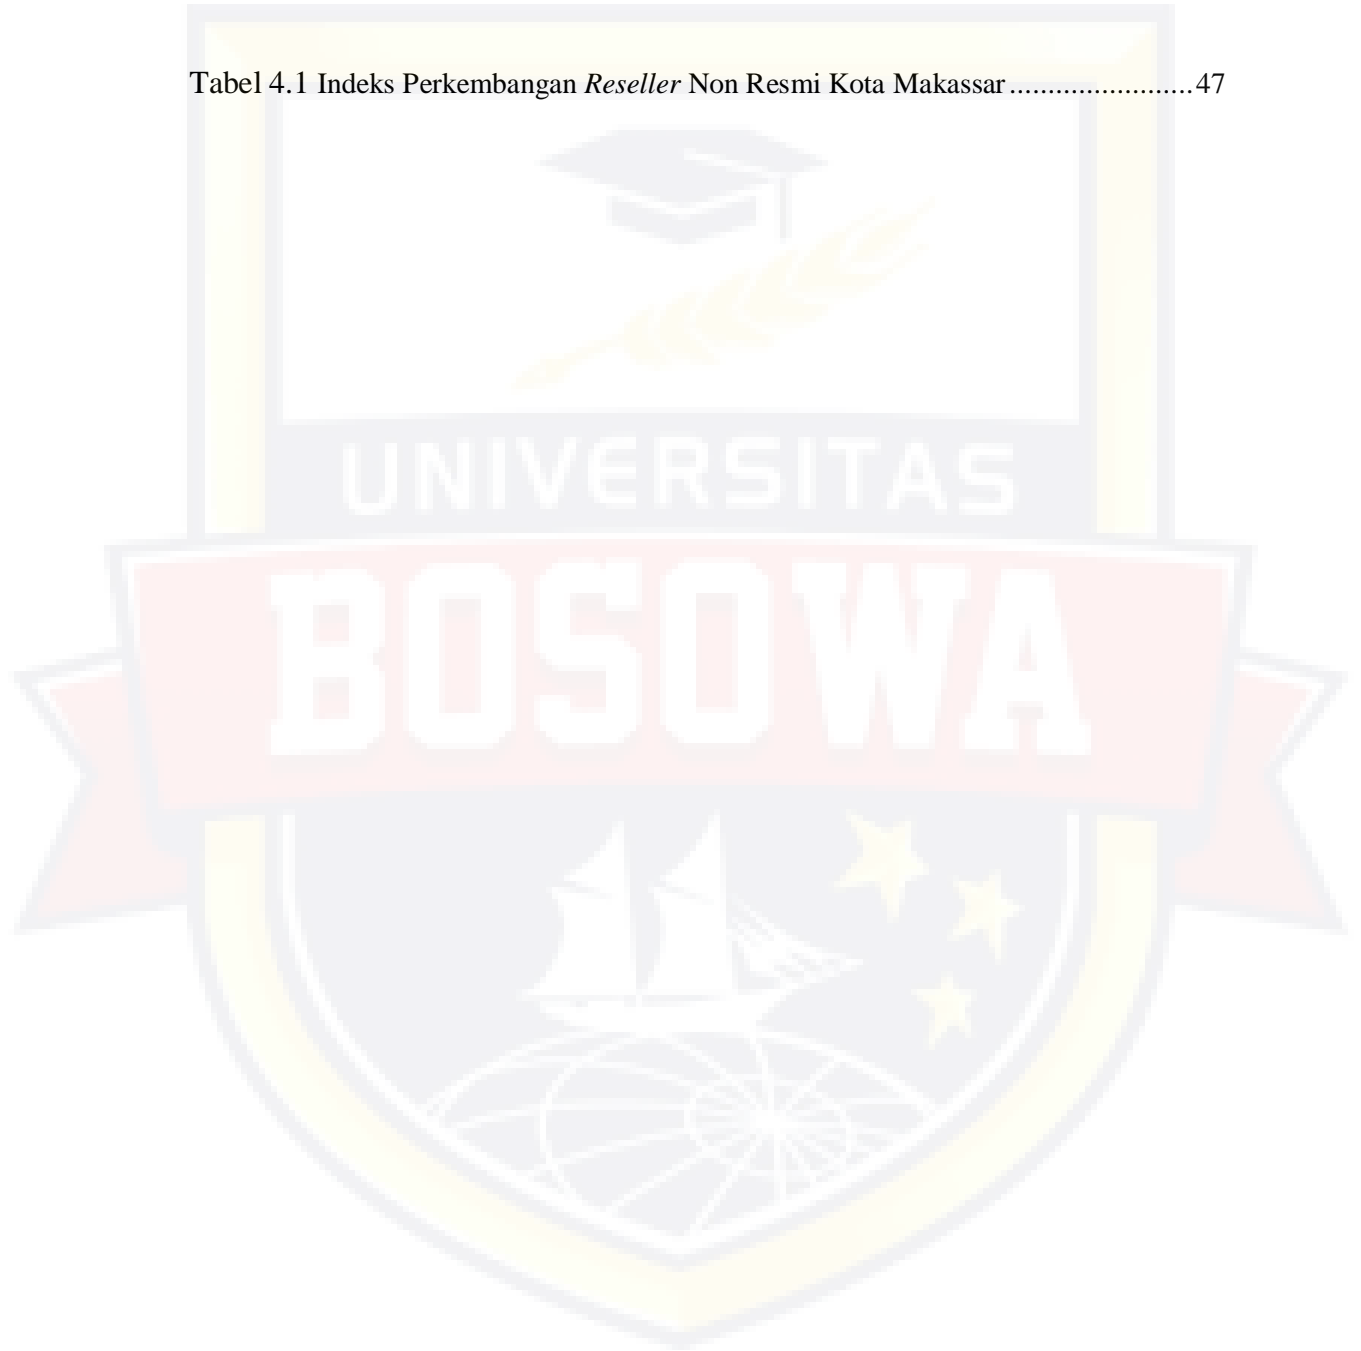 Tabel 4.1 Indeks Perkembangan Reseller Non Resmi Kota Makassar........................47
UNIVERSITAS
BOSOWA